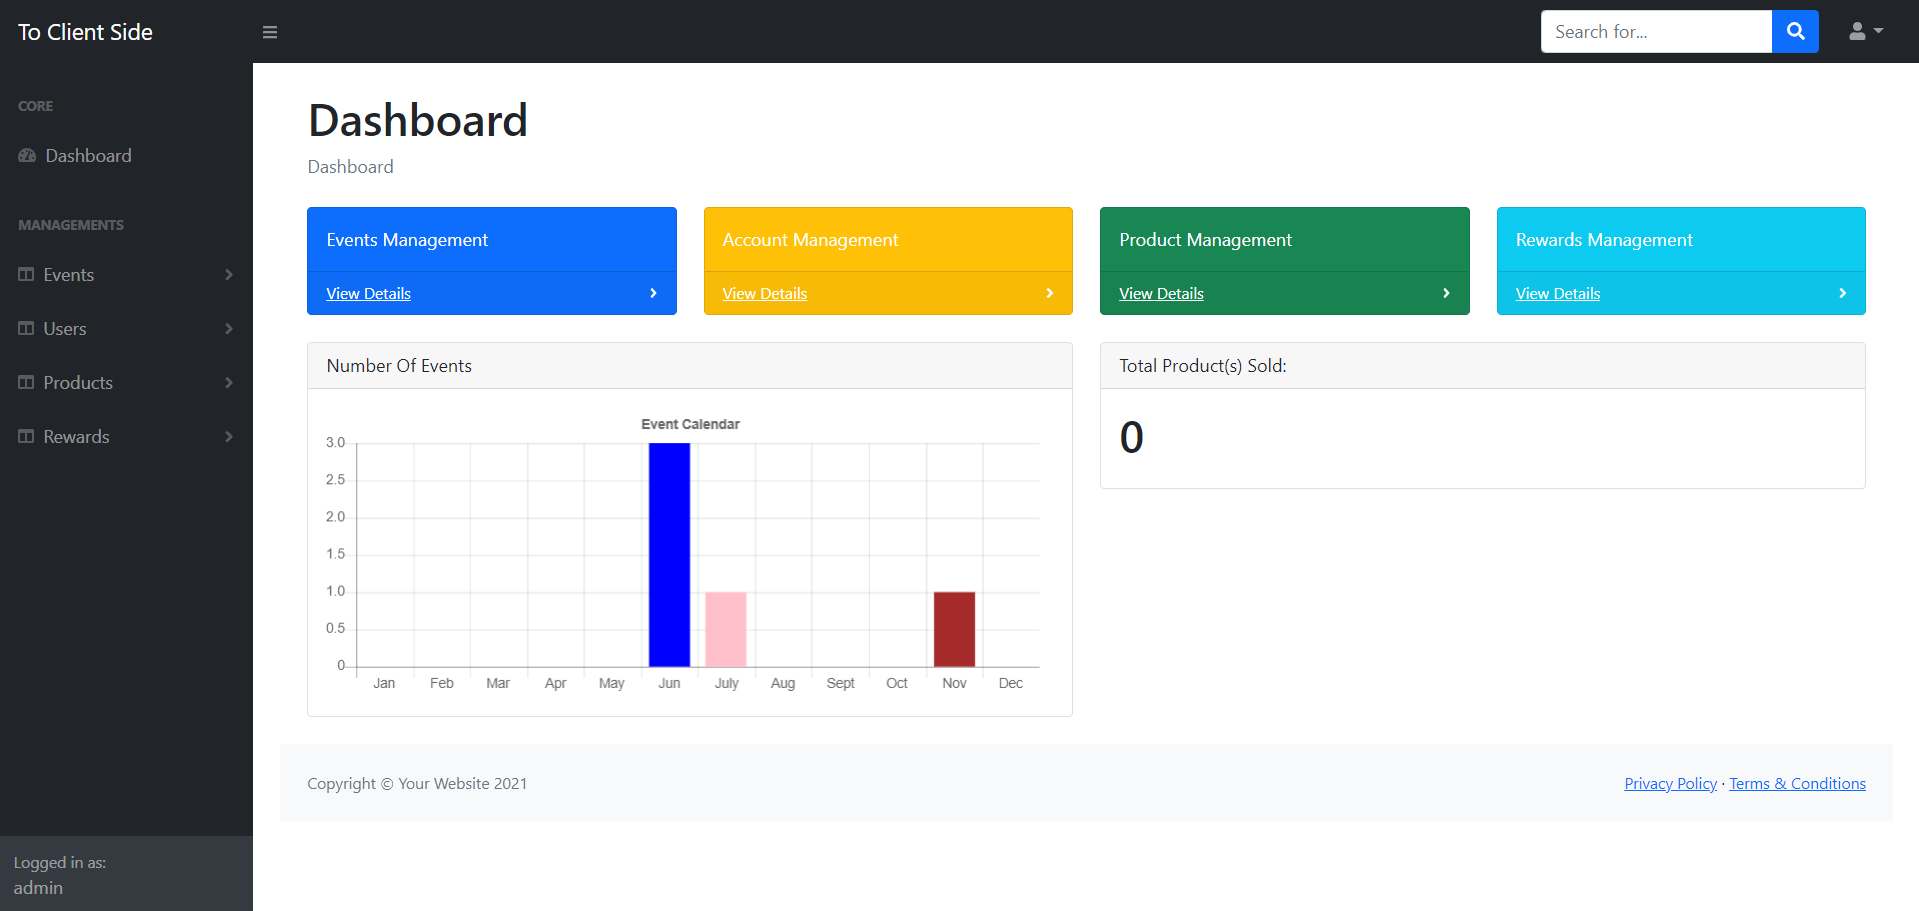 To Client Side
Search for...
CORE
Dashboard
MANAGEMENTS
Events
Users
Products
Rewards
Logged in as:
admin
Dashboard
Dashboard
Events Management
View Details
Account Management
View Details
Product Management
View Details
Rewards Management
View Details
Number Of Events
Event Calendar
3.0
2.5
2.0
1.5
1.0
0.5
0
Jan Feb Mar Apr May Jun July Aug Sept Oct Nov Dec
Total Product(s) Sold:
0
Copyright © Your Website 2021
Privacy Policy · Terms & Conditions